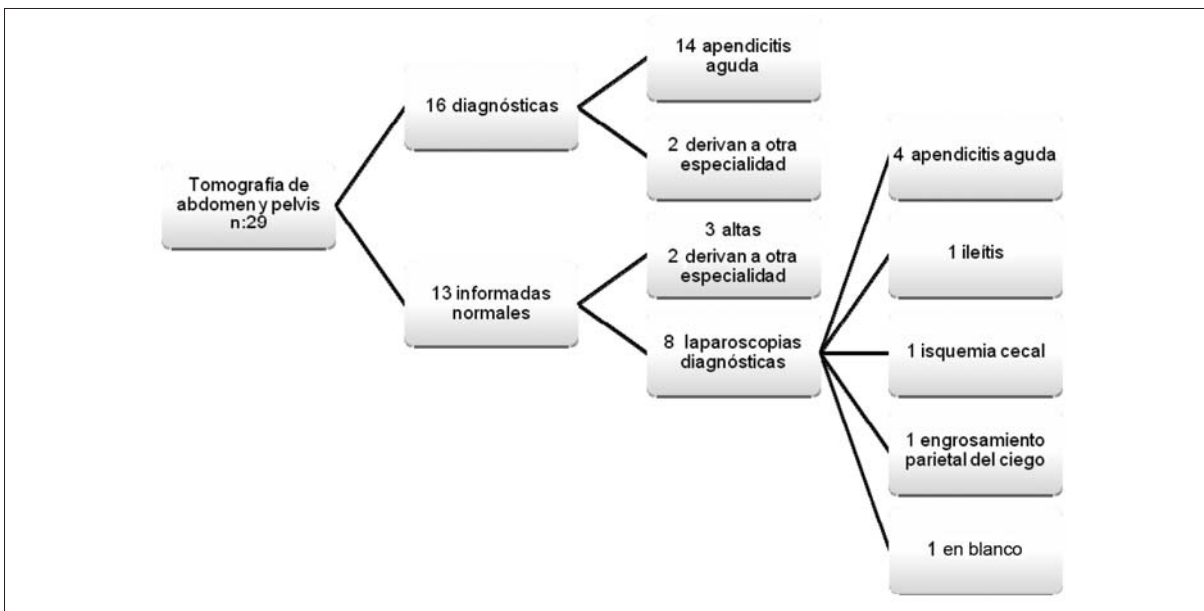 Tomografía de
abdomen y pelvis
n:29
16 diagnósticas
13 informadas
normales
14 apendicitis
aguda
2 derivan a otra
especialidad
3 altas
2 derivan a otra
especialidad
8 laparoscopias
diagnósticas
4 apendicitis aguda
1 ileítis
1 isquemia cecal
1 engrosamiento
parietal del ciego
1 en blanco